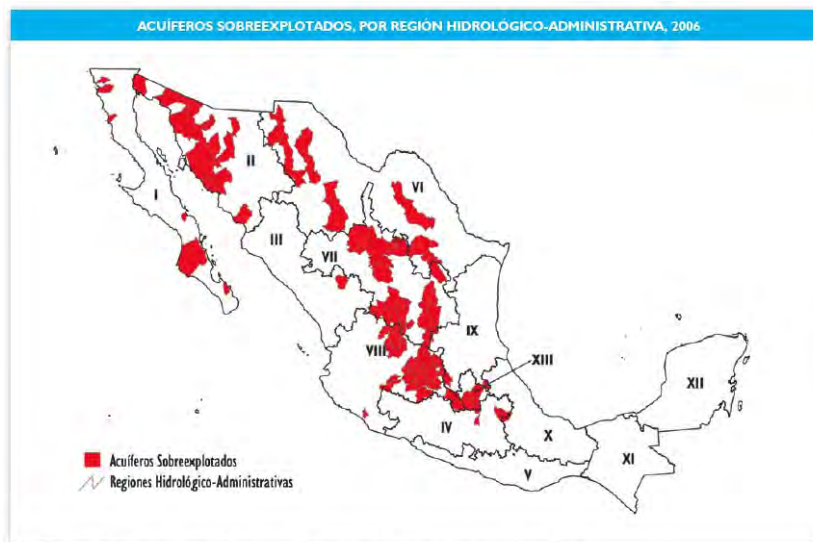 ACUÍFEROS SOBREEXPLOTADOS, POR REGIÓN HIDROLÓGICO-ADMINISTRATIVA, 2006
VI
II
I
III
VII
IX
VIII
XIII
XII
IV
X
XI
V
Acuíferos Sobreexplotados
Regiones Hidrológico-Administrativas